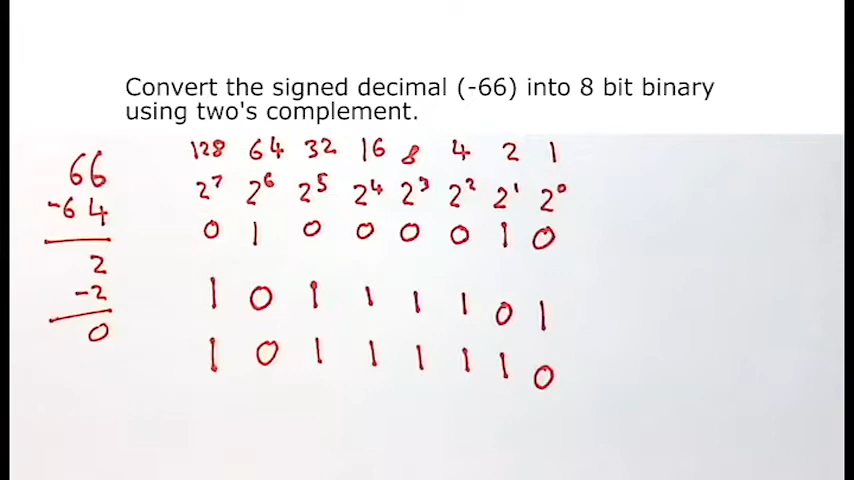 Convert the signed decimal (-66) into 8 bit binary
using two's complement.
128 64 32 16 8 4 2 1
66
2⁷ 2⁶ 2⁵ 2⁴ 2³ 2² 2¹ 2⁰
-64
0 1 0 0 0 0 1 0
2
-2
1 0 1 1 1 1 0 1
0
1 0 1 1 1 1 1 0